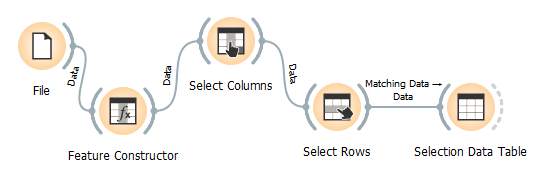 File
Data
Feature Constructor
Data
Select Columns
Data
Select Rows
Matching Data →
Data
Selection Data Table